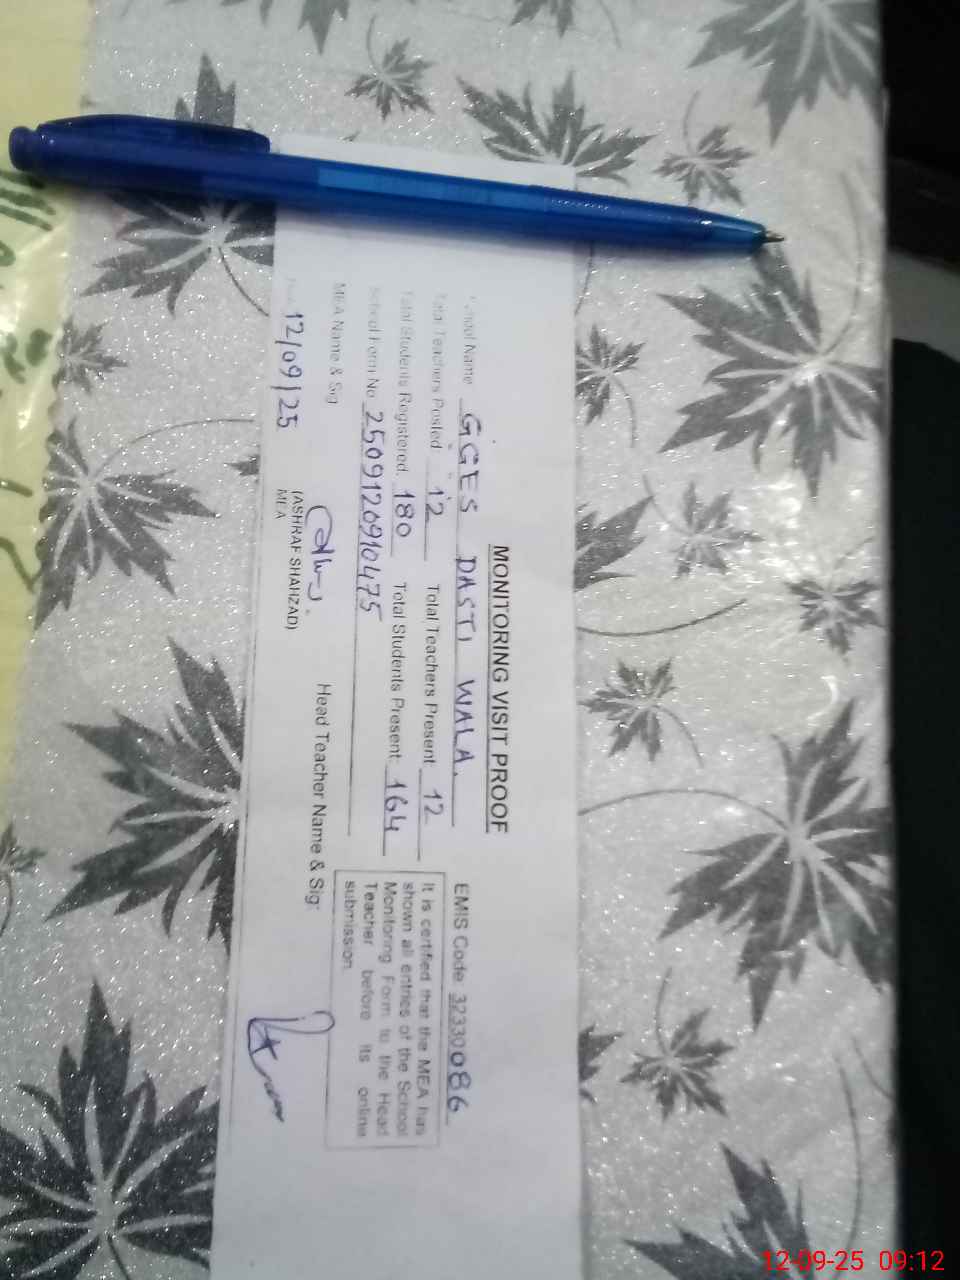 MONITORING VISIT PROOF
School Name GGES DASTI WALA. EMIS Code 32330086
Total Teachers Posted: 12 Total Teachers Present 12
Total Students Registered: 180 Total Students Present: 164
School Form No 2509120910475
It is certified that the MEA has
shown all entries of the School
Monitoring Form to the Head
Teacher before its online
submission.
MEA Name & Sig
Head Teacher Name & Sig:
(ASHRAF SHAHZAD)
MEA
12/09/25
12-09-25 09:12